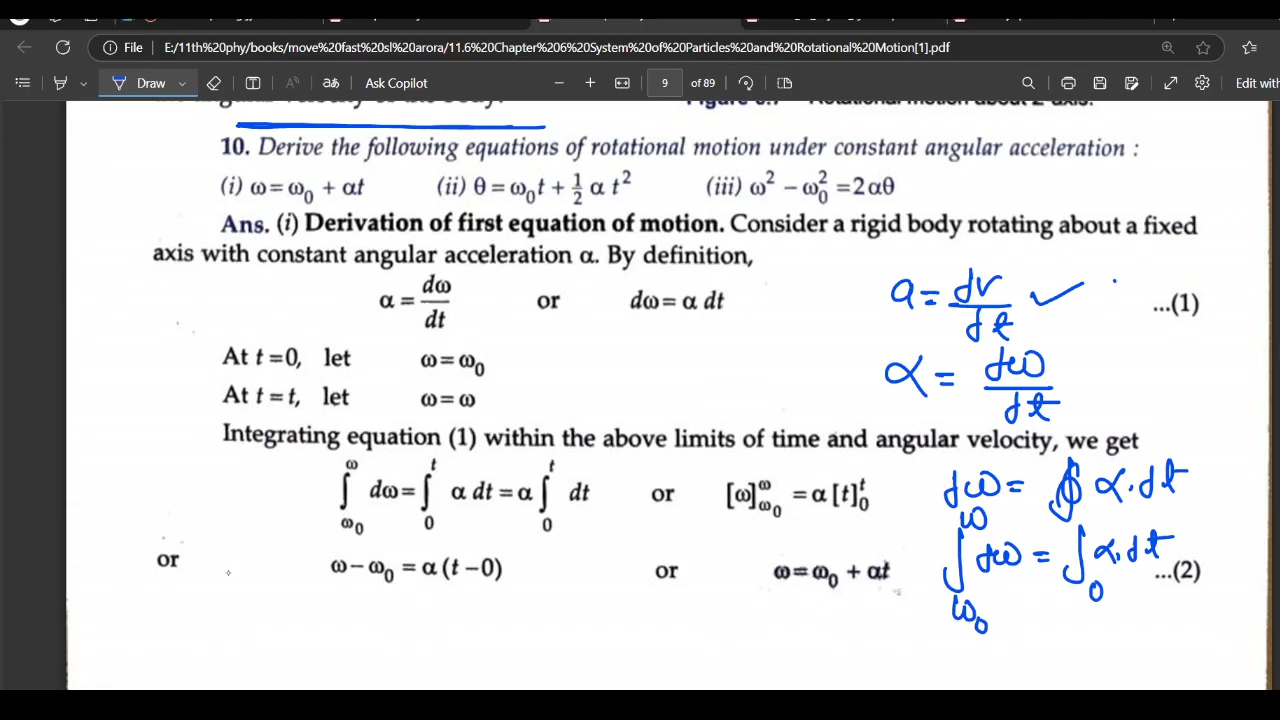 File E:/11th%20phy/books/move%20fast%20sl%20arora/11.6%20Chapter%206%20System%20of%20Particles%20and%20Rotational%20Motion[1].pdf
Draw Ask Copilot 9 of 89 Edit with
10. Derive the following equations of rotational motion under constant angular acceleration :
(i) ω = ω₀ + αt (ii) θ = ω₀t + ½ α t² (iii) ω² − ω₀² = 2αθ
Ans. (i) Derivation of first equation of motion. Consider a rigid body rotating about a fixed
axis with constant angular acceleration α. By definition,
α = dω/dt or dω = α dt ...(1)
a = dv/dt ✓
α = dω/dt
At t = 0, let ω = ω₀
At t = t, let ω = ω
Integrating equation (1) within the above limits of time and angular velocity, we get
∫_ω₀^ω dω = ∫_0^t α dt = α ∫_0^t dt or [ω]_ω₀^ω = α [t]_0^t
dω = α. dt
or ω − ω₀ = α (t − 0) or ω = ω₀ + αt ...(2)
∫_ω₀^ω dω = ∫_0 α. dt